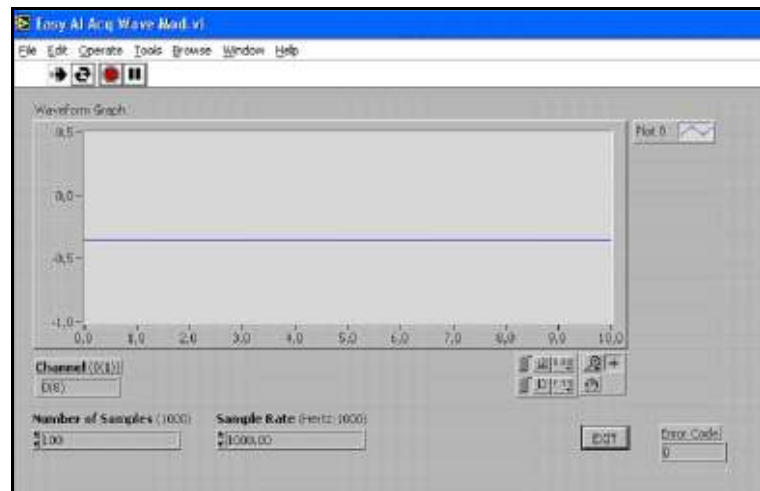 Easy AI Acq Wave Mod.vi
File Edit Operate Tools Browse Window Help
Waveform Graph
0,5
Plot 0
0,0
-0,5
-1,0
0,0 1,0 2,0 3,0 4,0 5,0 6,0 7,0 8,0 9,0 10,0
Channel (0(1))
Number of Samples (1000) Sample Rate (Hertz: 1000)
100 1000,00 EXIT Error Code
0